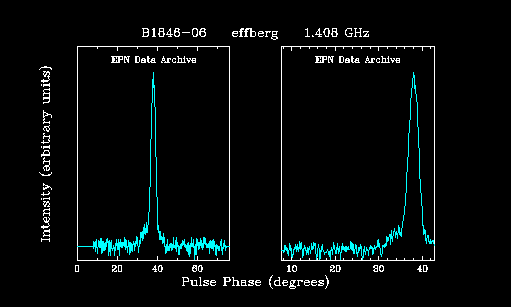 B1846-06 effberg 1.408 GHz
EPN Data Archive
EPN Data Archive
Intensity (arbitrary units)
0 20 40 60
10 20 30 40
Pulse Phase (degrees)